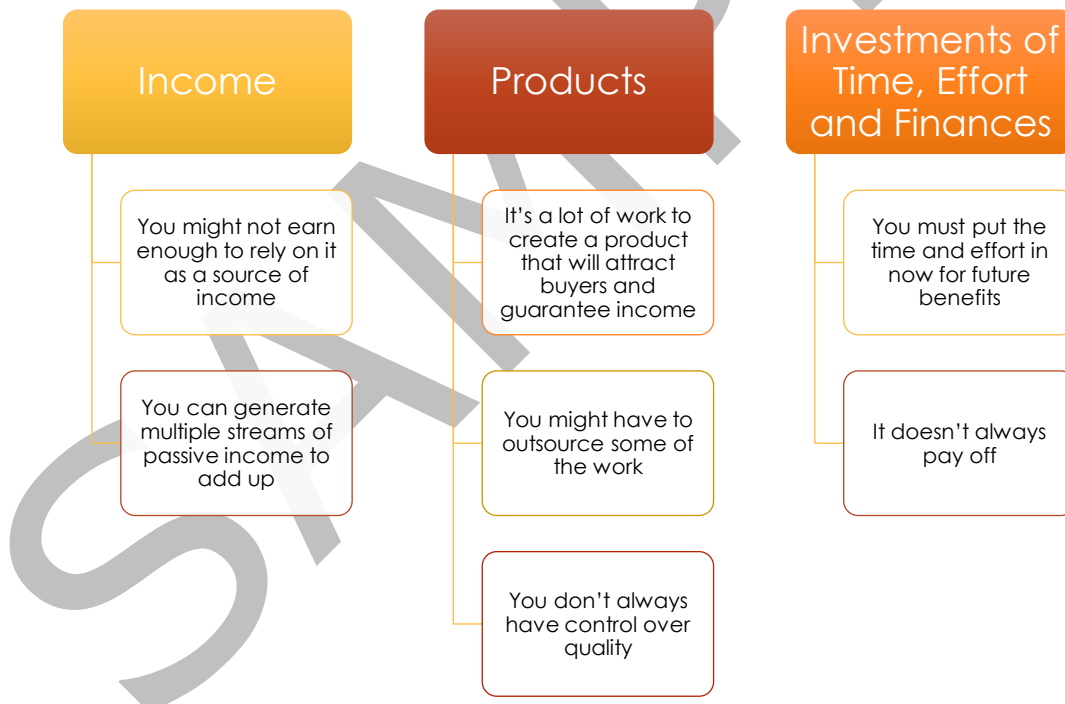 Income
You might not earn
enough to rely on it
as a source of
income
You can generate
multiple streams of
passive income to
add up
Products
It’s a lot of work to
create a product
that will attract
buyers and
guarantee income
You might have to
outsource some of
the work
You don’t always
have control over
quality
Investments of
Time, Effort
and Finances
You must put the
time and effort in
now for future
benefits
It doesn’t always
pay off